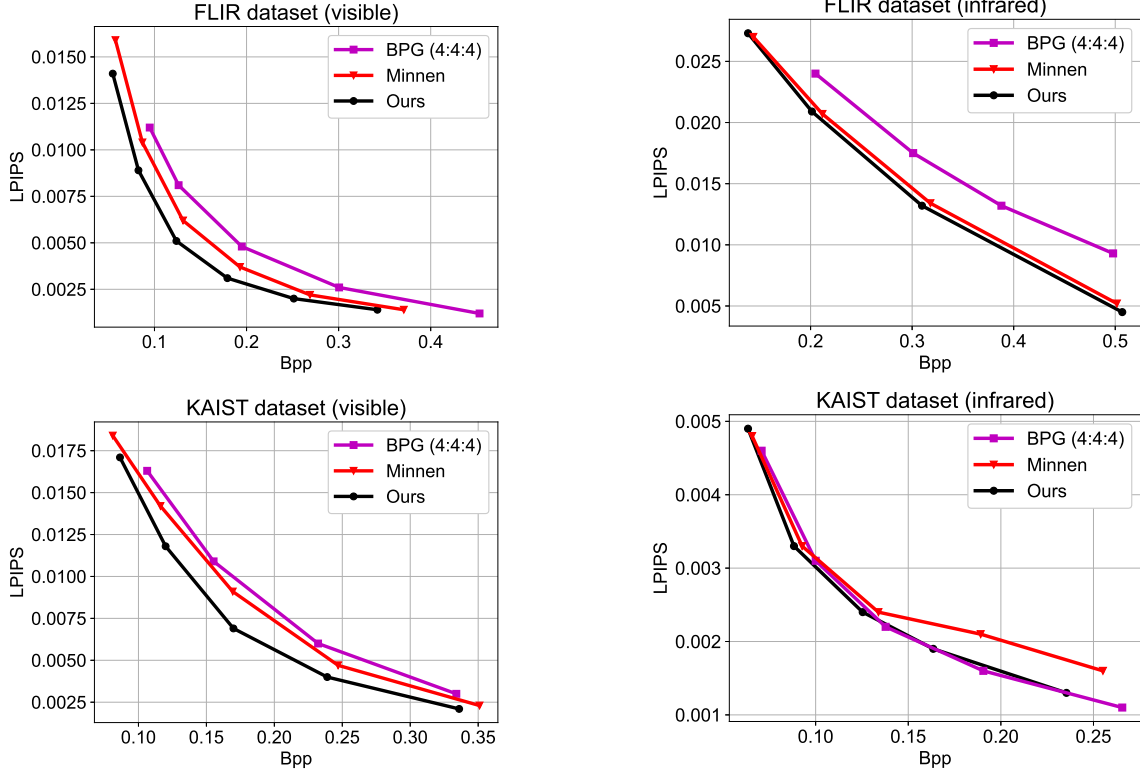 FLIR dataset (visible)
0.0150
0.0125
0.0100
0.0075
0.0050
0.0025
LPIPS
BPG (4:4:4)
Minnen
Ours
0.1 0.2 0.3 0.4
Bpp
FLIR dataset (infrared)
0.025
0.020
0.015
0.010
0.005
LPIPS
BPG (4:4:4)
Minnen
Ours
0.2 0.3 0.4 0.5
Bpp
KAIST dataset (visible)
0.0175
0.0150
0.0125
0.0100
0.0075
0.0050
0.0025
LPIPS
BPG (4:4:4)
Minnen
Ours
0.10 0.15 0.20 0.25 0.30 0.35
Bpp
KAIST dataset (infrared)
0.005
0.004
0.003
0.002
0.001
LPIPS
BPG (4:4:4)
Minnen
Ours
0.10 0.15 0.20 0.25
Bpp